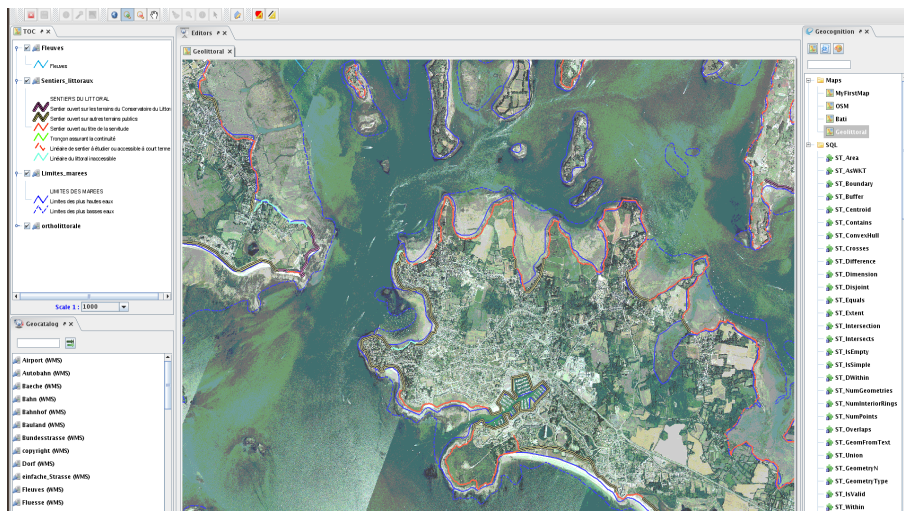 TOC
Fleuves
Fleuves
Sentiers_littoraux
SENTIERS DU LITTORAL
Sentier ouvert sur les terrains du Conservatoire du Litton
Sentier ouvert sur autres terrains publics
Sentier ouvert au titre de la servitude
Tronçon assurant la continuité
Linéaire de sentier à étudier ou accessible à court terme
Linéaire du littoral inaccessible
Limites_marees
LIMITES DES MAREES
Limites des plus hautes eaux
Limites des plus basses eaux
ortholittorale
Scale 1 : 1000
Geocatalog
Airport (WMS)
Autobahn (WMS)
Baeche (WMS)
Bahn (WMS)
Bahnhof (WMS)
Bauland (WMS)
Bundesstrasse (WMS)
copyright (WMS)
Dorf (WMS)
einfache_Strasse (WMS)
Fleuves (WMS)
Fluesse (WMS)
Editors
Geolittoral
Geocognition
Maps
MyFirstMap
OSM
Bati
Geolittoral
SQL
ST_Area
ST_AsWKT
ST_Boundary
ST_Buffer
ST_Centroid
ST_Contains
ST_ConvexHull
ST_Crosses
ST_Difference
ST_Dimension
ST_Disjoint
ST_Equals
ST_Extent
ST_Intersection
ST_Intersects
ST_IsEmpty
ST_IsSimple
ST_DWithin
ST_NumGeometries
ST_NumInteriorRings
ST_NumPoints
ST_Overlaps
ST_GeomFromText
ST_Union
ST_GeometryN
ST_GeometryType
ST_IsValid
ST_Within